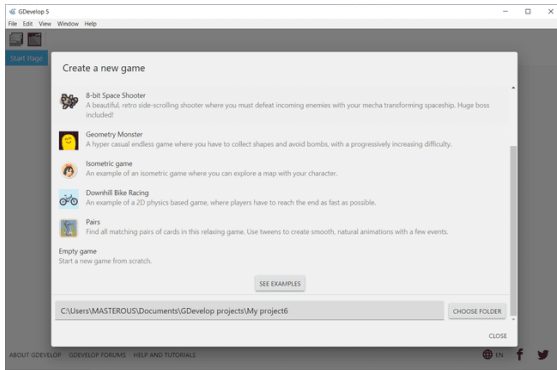 GDevelop 5
File Edit View Window Help
Start Page
Create a new game
8-bit Space Shooter
A beautiful, retro side-scrolling shooter where you must defeat incoming enemies with your mecha transforming spaceship. Huge boss
included!
Geometry Monster
A hyper casual endless game where you have to collect shapes and avoid bombs, with a progressively increasing difficulty.
Isometric game
An example of an isometric game where you can explore a map with your character.
Downhill Bike Racing
An example of a 2D physics based game, where players have to reach the end as fast as possible.
Pairs
Find all matching pairs of cards in this relaxing game. Use tweens to create smooth, natural animations with a few events.
Empty game
Start a new game from scratch.
SEE EXAMPLES
C:\Users\MASTEROUS\Documents\GDevelop projects\My project6
CHOOSE FOLDER
CLOSE
ABOUT GDEVELOP GDEVELOP FORUMS HELP AND TUTORIALS EN